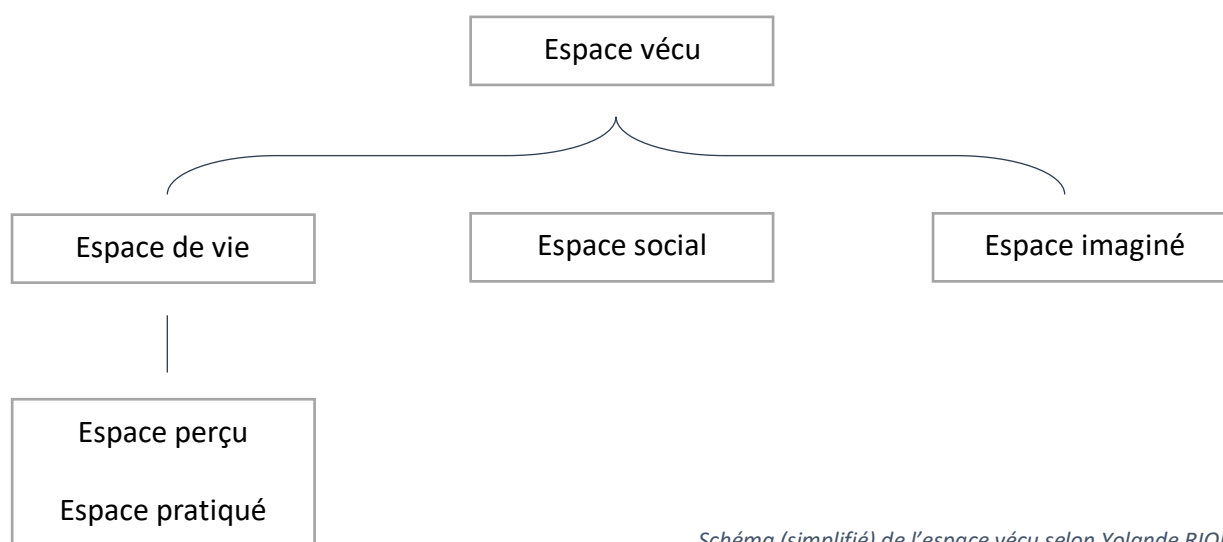 Espace vécu
Espace de vie
Espace social
Espace imaginé
Espace perçu
Espace pratiqué
Schéma (simplifié) de l'espace vécu selon Yolande